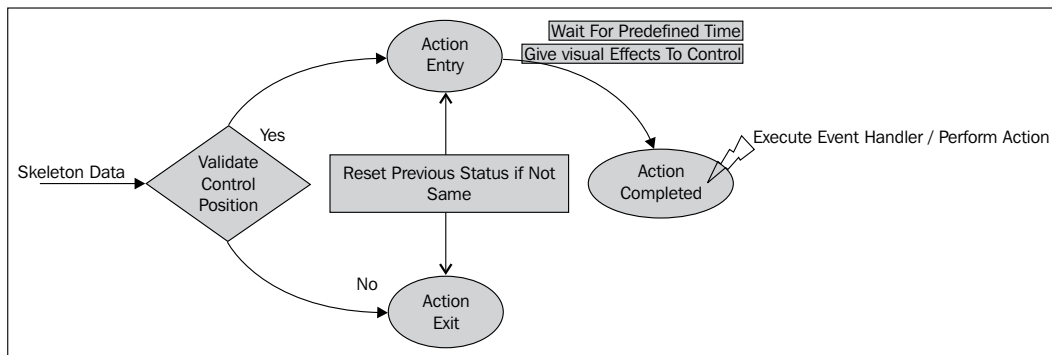 Wait For Predefined Time
Give visual Effects To Control
Action
Entry
Yes
Execute Event Handler / Perform Action
Skeleton Data
Validate
Control
Position
Reset Previous Status if Not
Same
Action
Completed
No
Action
Exit